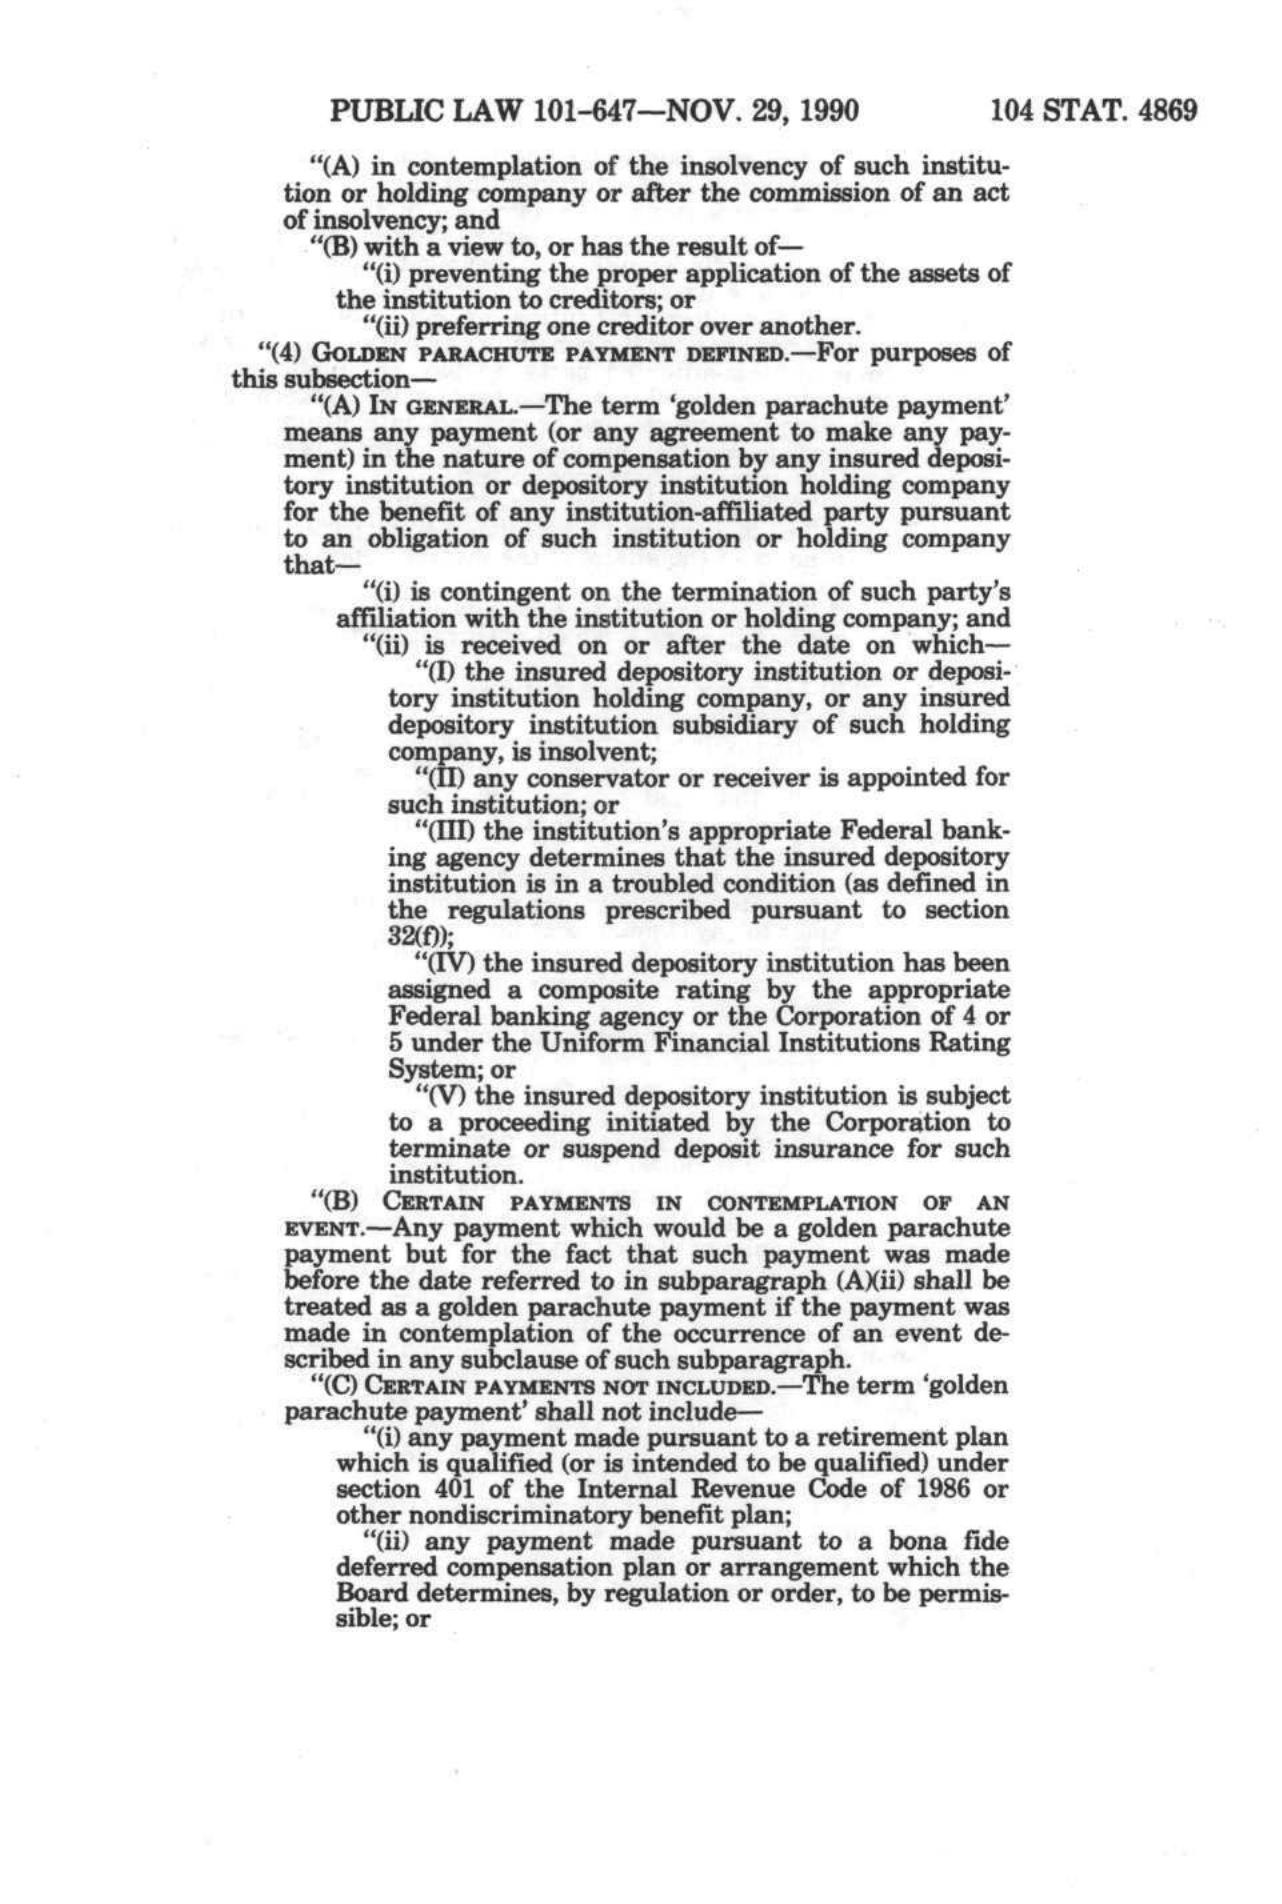 PUBLIC LAW 101–647—NOV. 29, 1990 104 STAT. 4869
“(A) in contemplation of the insolvency of such institu-
tion or holding company or after the commission of an act
of insolvency; and
“(B) with a view to, or has the result of—
“(i) preventing the proper application of the assets of
the institution to creditors; or
“(ii) preferring one creditor over another.
“(4) GOLDEN PARACHUTE PAYMENT DEFINED.—For purposes of
this subsection—
“(A) IN GENERAL.—The term ‘golden parachute payment’
means any payment (or any agreement to make any pay-
ment) in the nature of compensation by any insured deposi-
tory institution or depository institution holding company
for the benefit of any institution-affiliated party pursuant
to an obligation of such institution or holding company
that—
“(i) is contingent on the termination of such party’s
affiliation with the institution or holding company; and
“(ii) is received on or after the date on which—
“(I) the insured depository institution or deposi-
tory institution holding company, or any insured
depository institution subsidiary of such holding
company, is insolvent;
“(II) any conservator or receiver is appointed for
such institution; or
“(III) the institution’s appropriate Federal bank-
ing agency determines that the insured depository
institution is in a troubled condition (as defined in
the regulations prescribed pursuant to section
32(f));
“(IV) the insured depository institution has been
assigned a composite rating by the appropriate
Federal banking agency or the Corporation of 4 or
5 under the Uniform Financial Institutions Rating
System; or
“(V) the insured depository institution is subject
to a proceeding initiated by the Corporation to
terminate or suspend deposit insurance for such
institution.
“(B) CERTAIN PAYMENTS IN CONTEMPLATION OF AN
EVENT.—Any payment which would be a golden parachute
payment but for the fact that such payment was made
before the date referred to in subparagraph (A)(ii) shall be
treated as a golden parachute payment if the payment was
made in contemplation of the occurrence of an event de-
scribed in any subclause of such subparagraph.
“(C) CERTAIN PAYMENTS NOT INCLUDED.—The term ‘golden
parachute payment’ shall not include—
“(i) any payment made pursuant to a retirement plan
which is qualified (or is intended to be qualified) under
section 401 of the Internal Revenue Code of 1986 or
other nondiscriminatory benefit plan;
“(ii) any payment made pursuant to a bona fide
deferred compensation plan or arrangement which the
Board determines, by regulation or order, to be permis-
sible; or